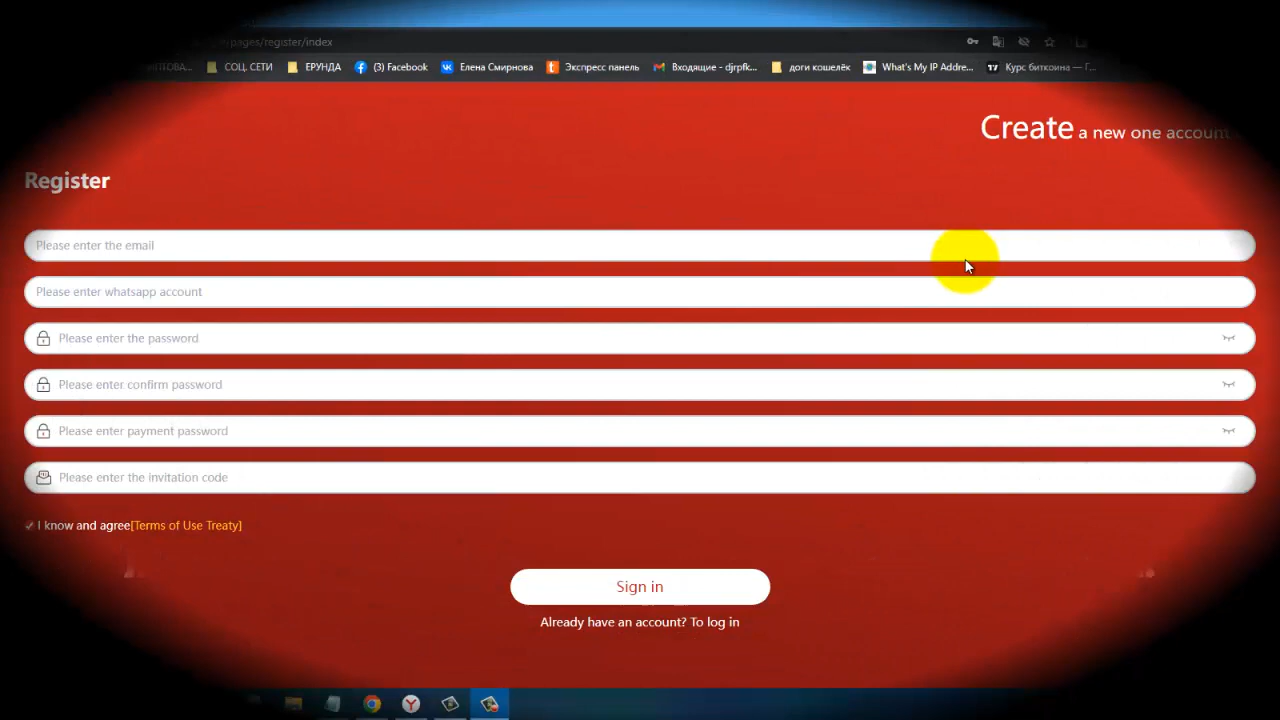 pages/register/index
СОЦ. СЕТИ ЕРУНДА (3) Facebook Елена Смирнова Экспресс панель Входящие - djrpfk... доги кошелёк What's My IP Addre... Курс биткоина — Г...
Create a new one account
Register
Please enter the email
Please enter whatsapp account
Please enter the password
Please enter confirm password
Please enter payment password
Please enter the invitation code
I know and agree[Terms of Use Treaty]
Sign in
Already have an account? To log in